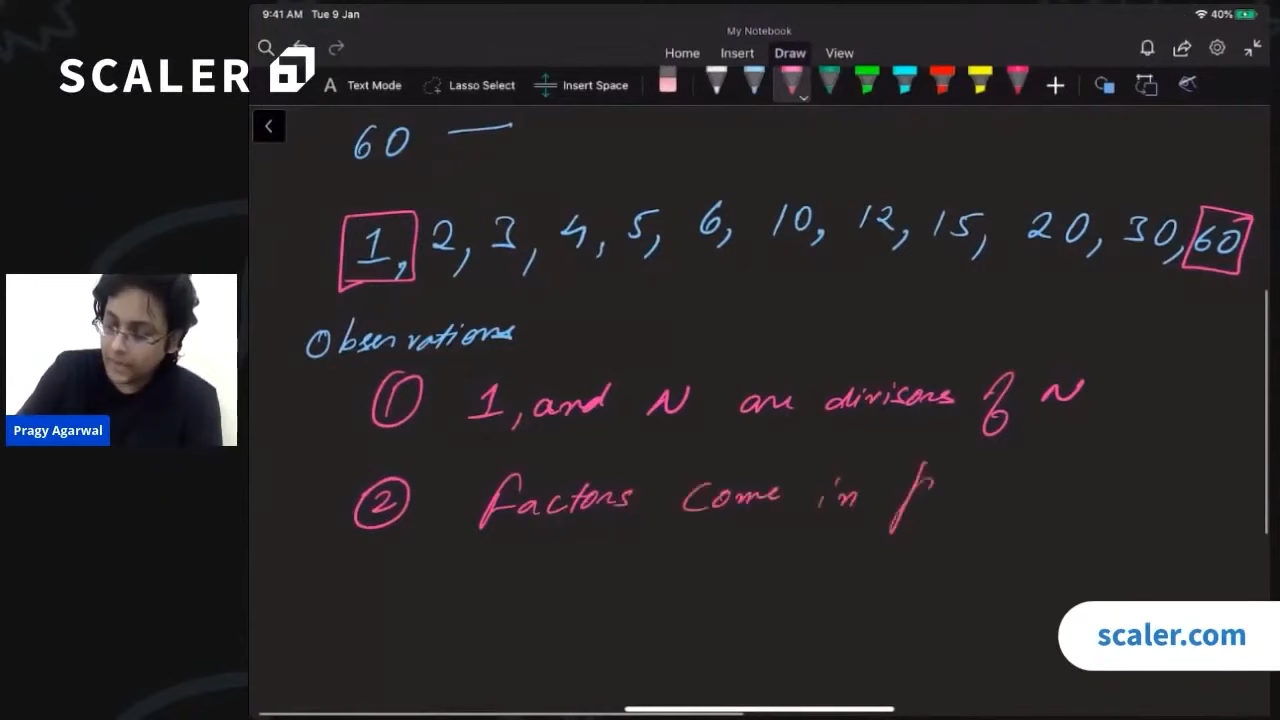 9:41 AM Tue 9 Jan
40%
My Notebook
Home Insert Draw View
SCALER
A Text Mode Lasso Select Insert Space
60
1, 2, 3, 4, 5, 6, 10, 12, 15, 20, 30, 60
Observations
① 1, and N are divisors of N
② factors come in p
Pragy Agarwal
scaler.com